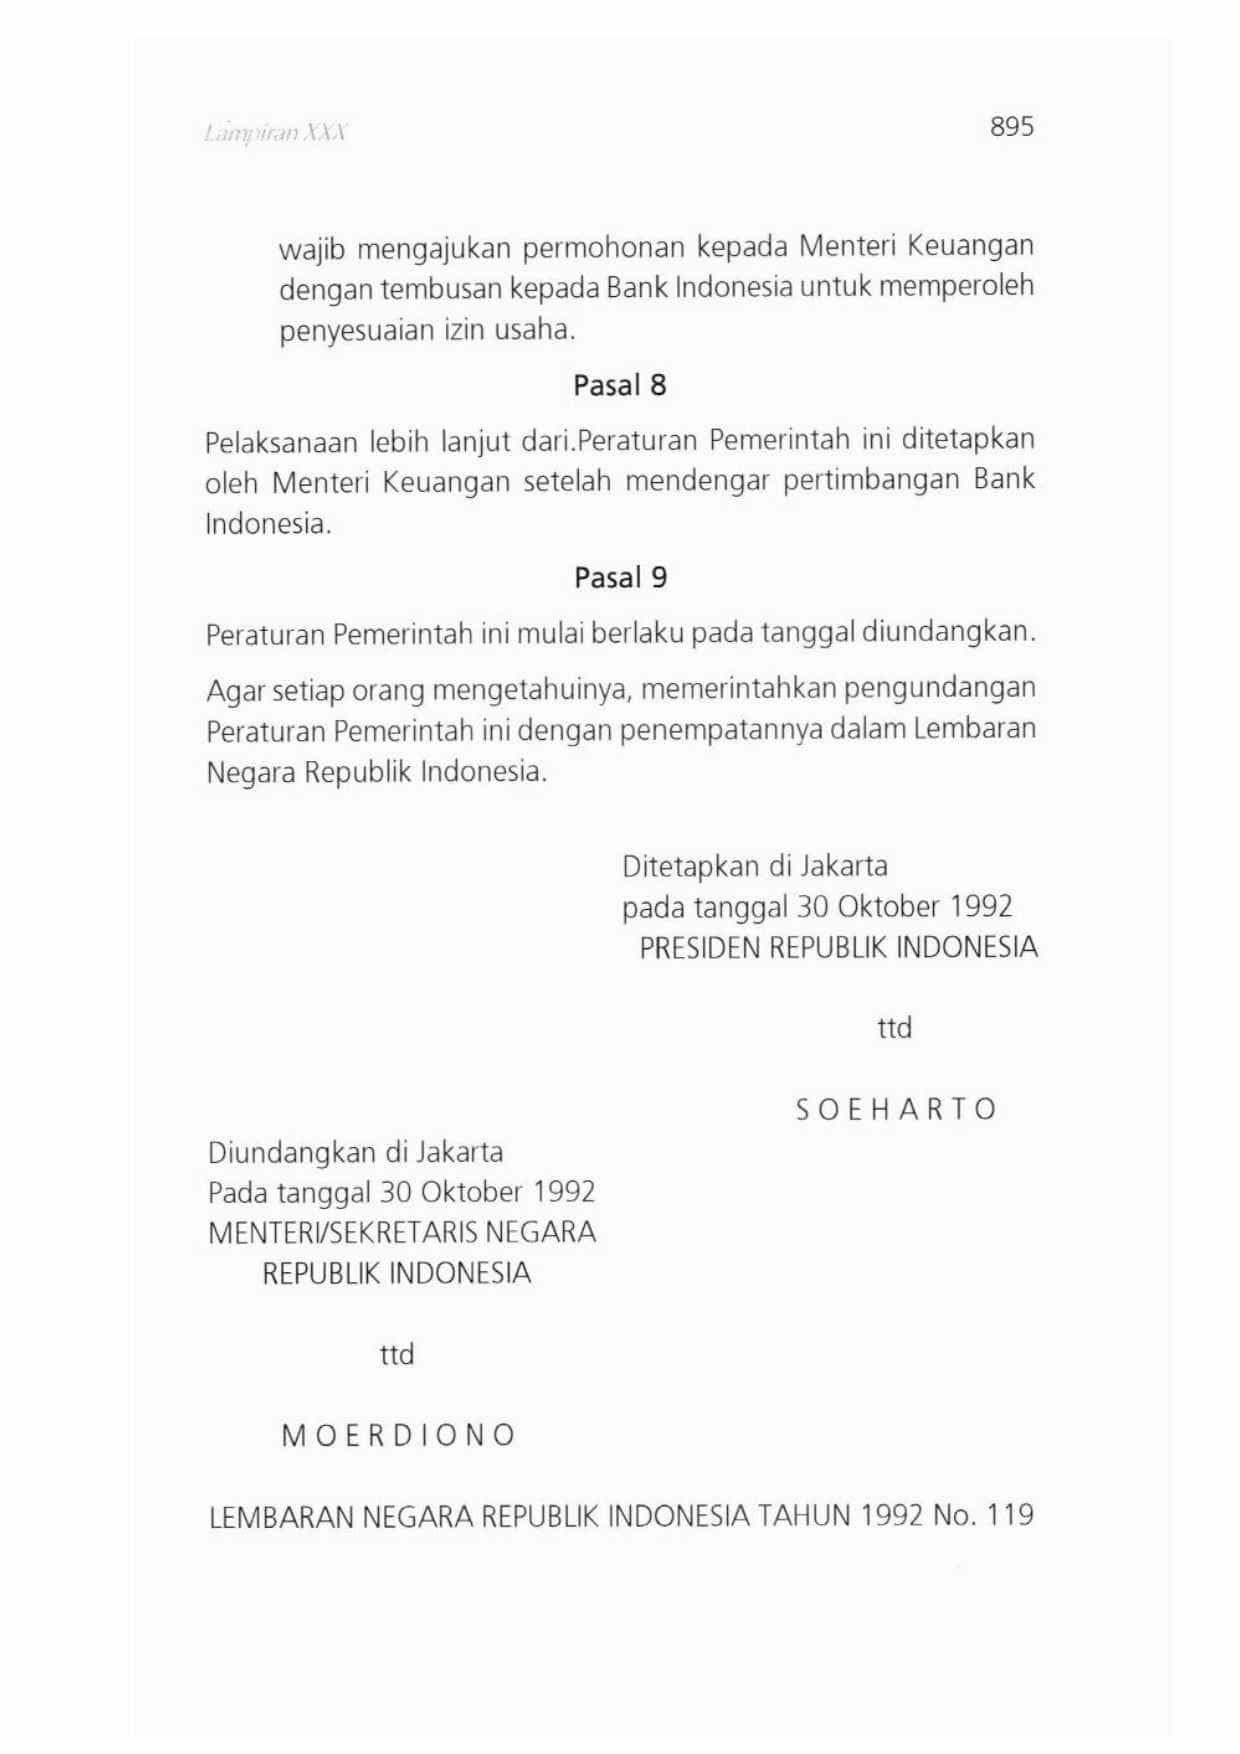 Lampiran XXX
895
wajib mengajukan permohonan kepada Menteri Keuangan
dengan tembusan kepada Bank Indonesia untuk memperoleh
penyesuaian izin usaha.
Pasal 8
Pelaksanaan lebih lanjut dari.Peraturan Pemerintah ini ditetapkan
oleh Menteri Keuangan setelah mendengar pertimbangan Bank
Indonesia.
Pasal 9
Peraturan Pemerintah ini mulai berlaku pada tanggal diundangkan.
Agar setiap orang mengetahuinya, memerintahkan pengundangan
Peraturan Pemerintah ini dengan penempatannya dalam Lembaran
Negara Republik Indonesia.
Ditetapkan di Jakarta
pada tanggal 30 Oktober 1992
PRESIDEN REPUBLIK INDONESIA
ttd
S O E H A R T O
Diundangkan di Jakarta
Pada tanggal 30 Oktober 1992
MENTERI/SEKRETARIS NEGARA
REPUBLIK INDONESIA
ttd
M O E R D I O N O
LEMBARAN NEGARA REPUBLIK INDONESIA TAHUN 1992 No. 119